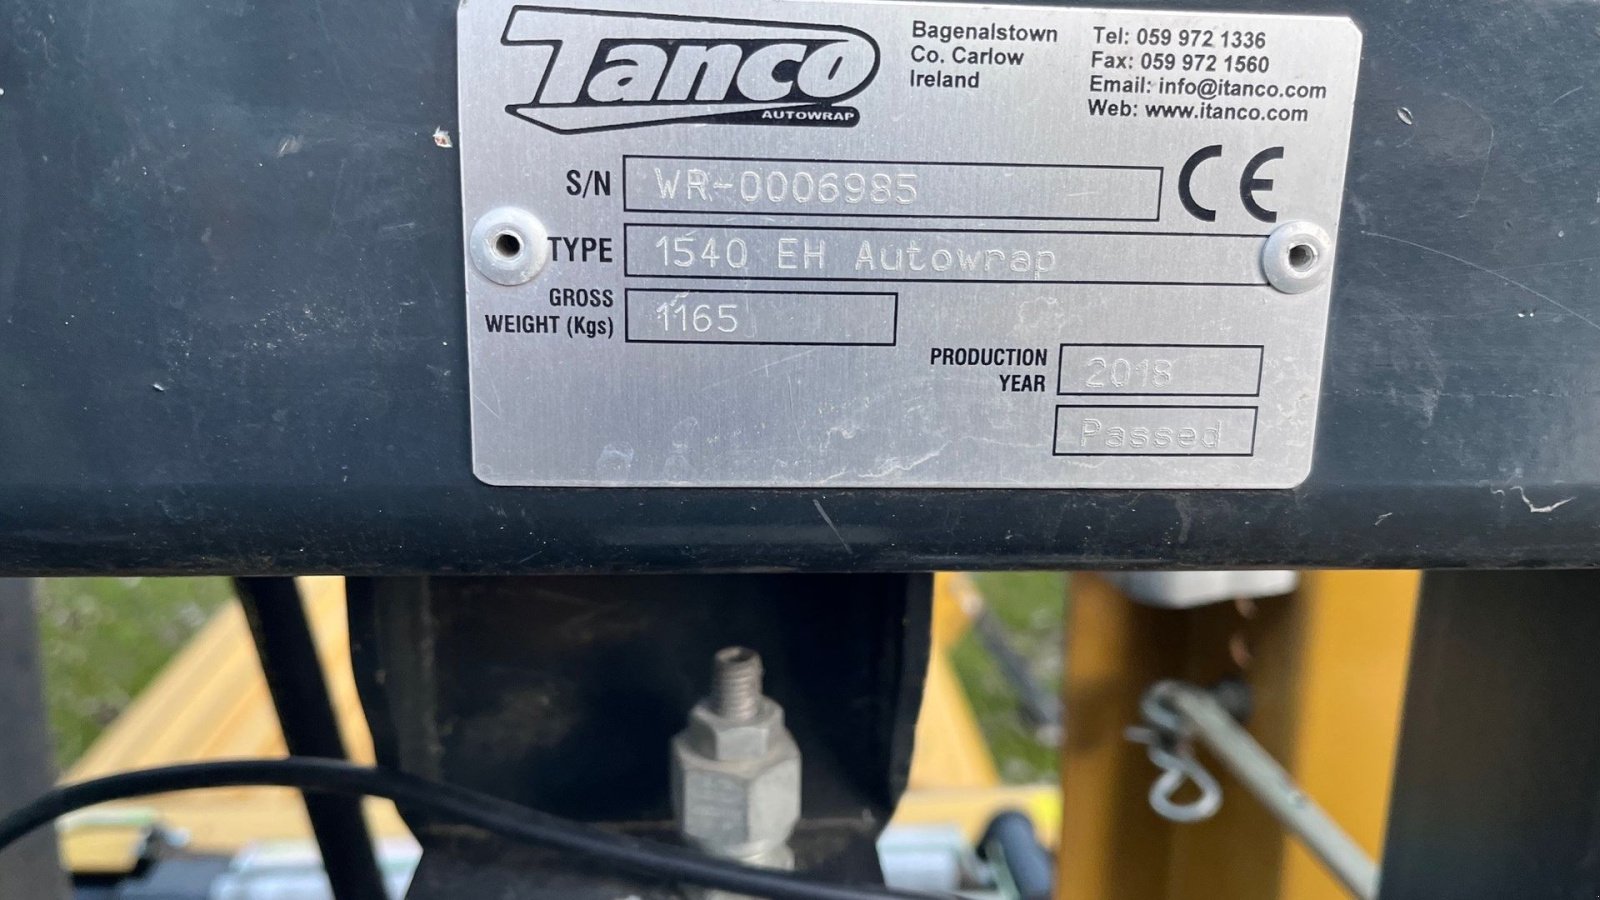 Tanco
AUTOWRAP
Bagenalstown
Co. Carlow
Ireland
Tel: 059 972 1336
Fax: 059 972 1560
Email: info@itanco.com
Web: www.itanco.com
CE
S/N WR-0006985
TYPE 1540 EH Autowrap
GROSS
WEIGHT (Kgs) 1165
PRODUCTION
YEAR 2018
Passed